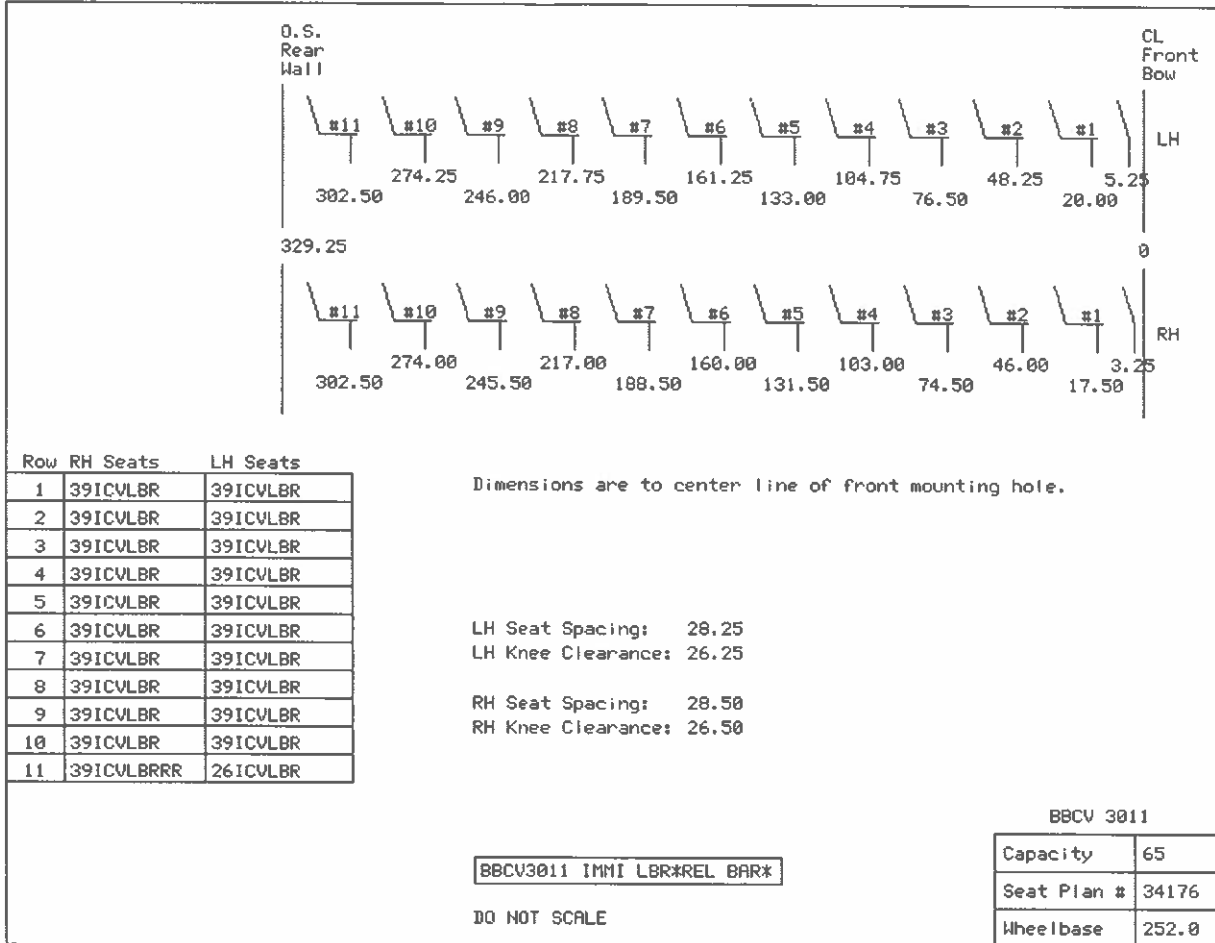 O.S.
Rear
Wall
CL
Front
Bow
#11 #10 #9 #8 #7 #6 #5 #4 #3 #2 #1 LH
274.25 217.75 161.25 104.75 48.25 5.25
302.50 246.00 189.50 133.00 76.50 20.00
329.25 0
#11 #10 #9 #8 #7 #6 #5 #4 #3 #2 #1 RH
274.00 217.00 160.00 103.00 46.00 3.25
302.50 245.50 188.50 131.50 74.50 17.50
Row RH Seats LH Seats
1 39ICVLBR 39ICVLBR
2 39ICVLBR 39ICVLBR
3 39ICVLBR 39ICVLBR
4 39ICVLBR 39ICVLBR
5 39ICVLBR 39ICVLBR
6 39ICVLBR 39ICVLBR
7 39ICVLBR 39ICVLBR
8 39ICVLBR 39ICVLBR
9 39ICVLBR 39ICVLBR
10 39ICVLBR 39ICVLBR
11 39ICVLBRRR 26ICVLBR
Dimensions are to center line of front mounting hole.
LH Seat Spacing: 28.25
LH Knee Clearance: 26.25
RH Seat Spacing: 28.50
RH Knee Clearance: 26.50
BBCV3011 IMMI LBR*REL BAR*
DO NOT SCALE
BBCV 3011
Capacity 65
Seat Plan # 34176
Wheelbase 252.0